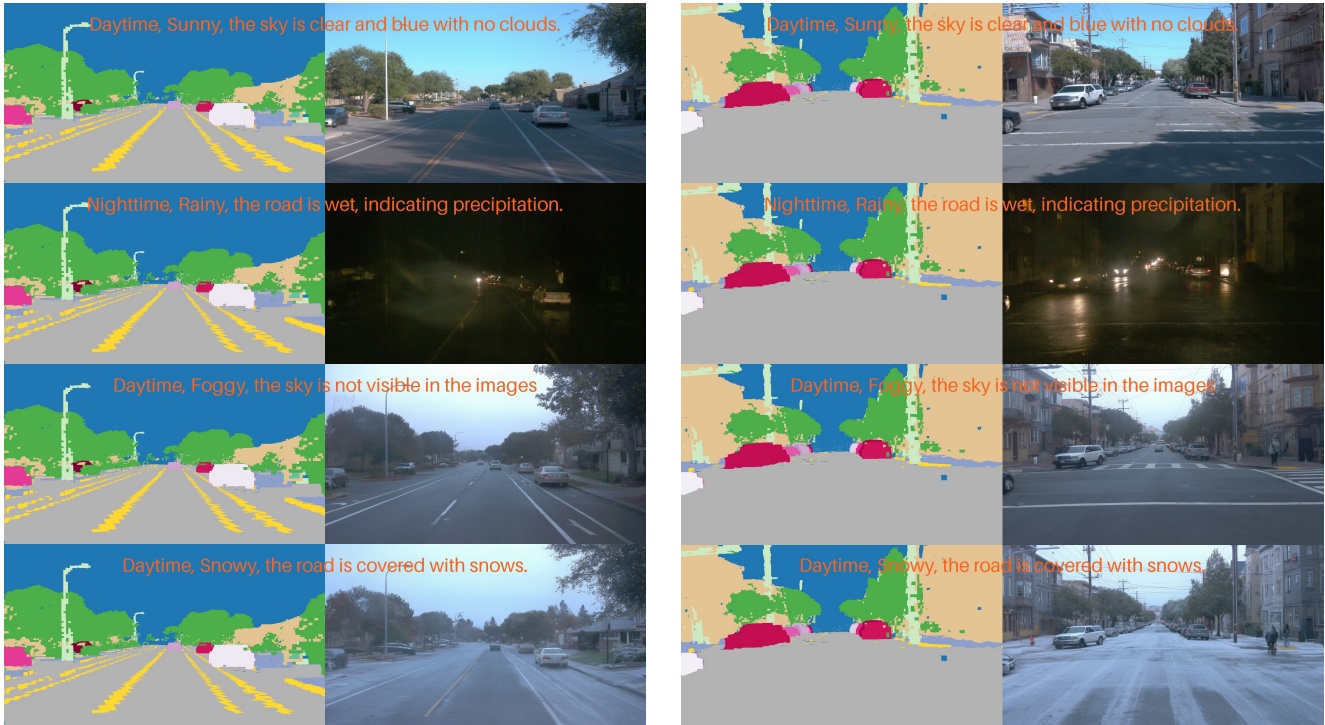 Daytime, Sunny, the sky is clear and blue with no clouds.
Daytime, Sunny, the sky is clear and blue with no clouds.
Nighttime, Rainy, the road is wet, indicating precipitation.
Nighttime, Rainy, the road is wet, indicating precipitation.
Daytime, Foggy, the sky is not visible in the images
Daytime, Foggy, the sky is not visible in the images
Daytime, Snowy, the road is covered with snows.
Daytime, Snowy, the road is covered with snows.